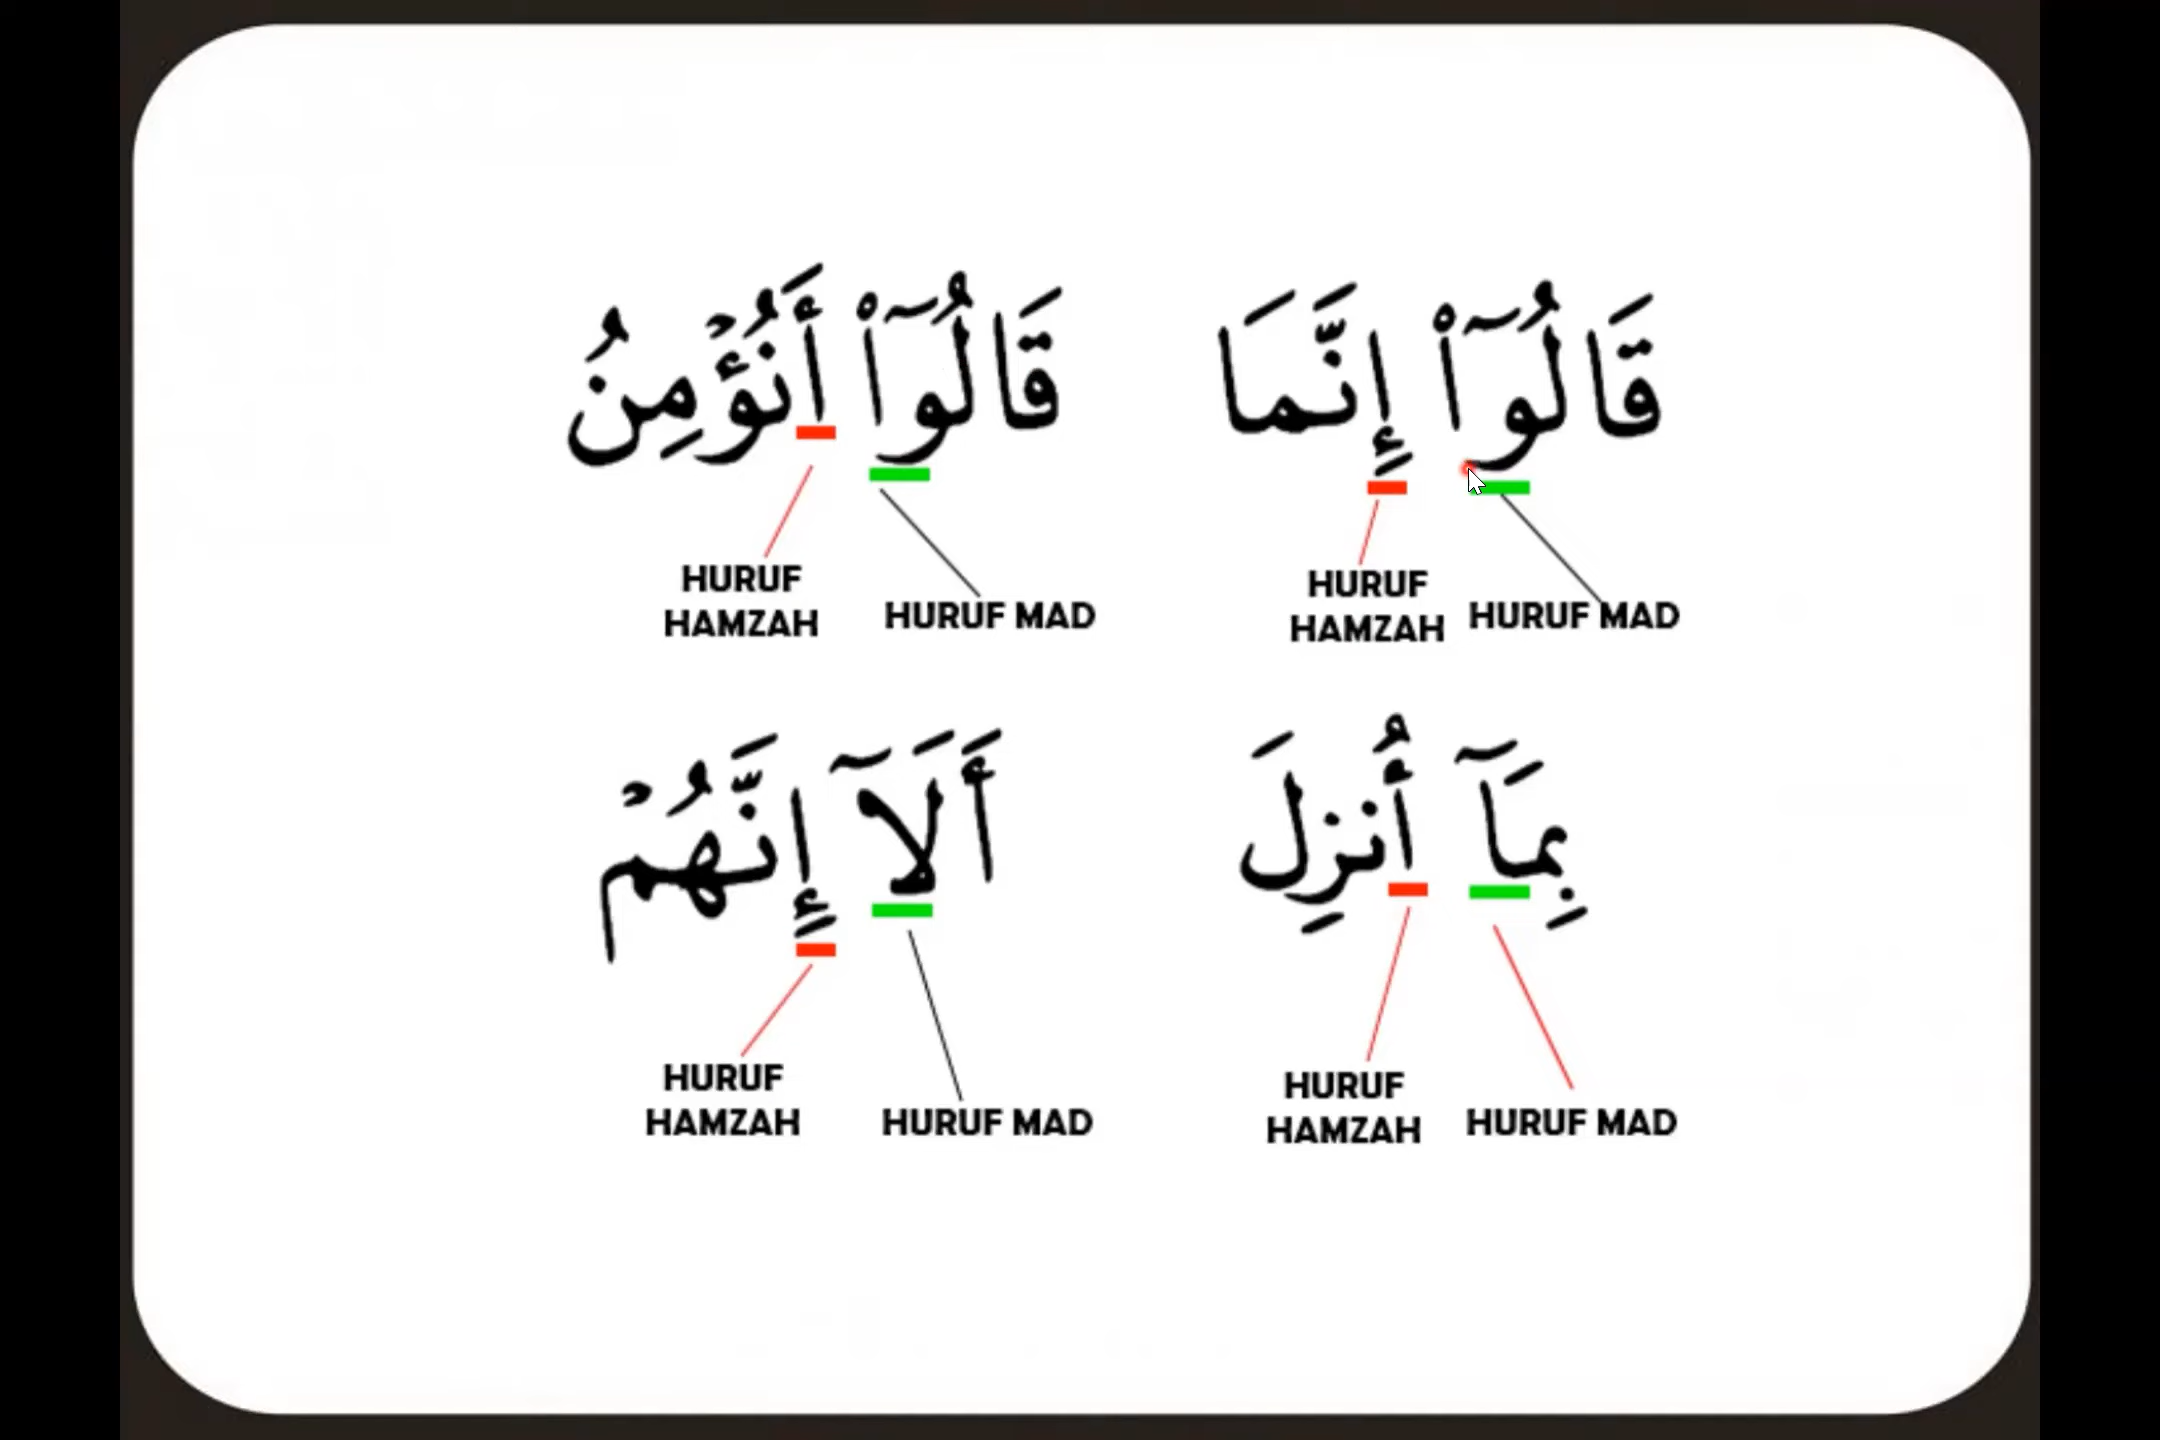 قَالُوٓا۟ إِنَّمَا
قَالُوٓا۟ أَنُؤۡمِنُ
HURUF
HAMZAH
HURUF MAD
HURUF
HAMZAH
HURUF MAD
بِمَآ أُنزِلَ
أَلَآ إِنَّهُمۡ
HURUF
HAMZAH
HURUF MAD
HURUF
HAMZAH
HURUF MAD